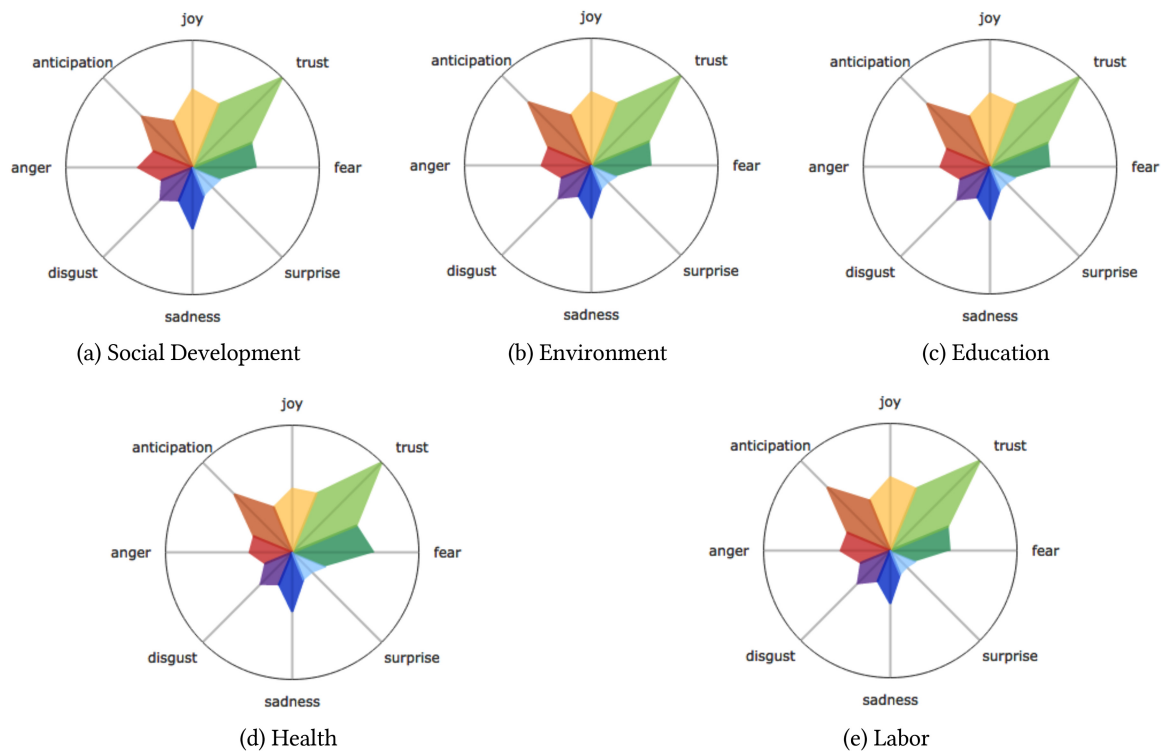 joy
anticipation
trust
anger
fear
disgust
surprise
sadness
(a) Social Development
joy
anticipation
trust
anger
fear
disgust
surprise
sadness
(b) Environment
joy
anticipation
trust
anger
fear
disgust
surprise
sadness
(c) Education
joy
anticipation
trust
anger
fear
disgust
surprise
sadness
(d) Health
joy
anticipation
trust
anger
fear
disgust
surprise
sadness
(e) Labor